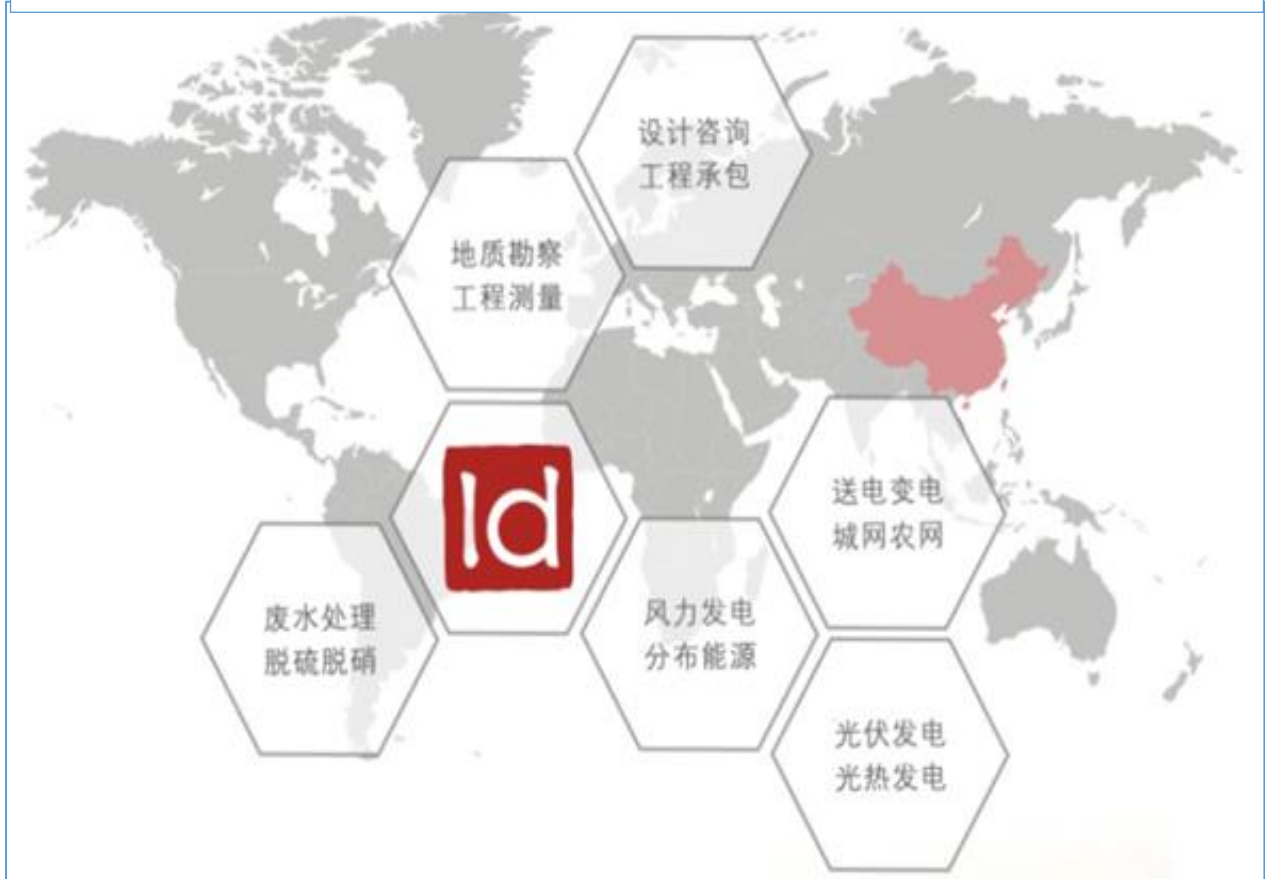 设计咨询
工程承包
地质勘察
工程测量
ld
送电变电
城网农网
废水处理
脱硫脱硝
风力发电
分布能源
光伏发电
光热发电